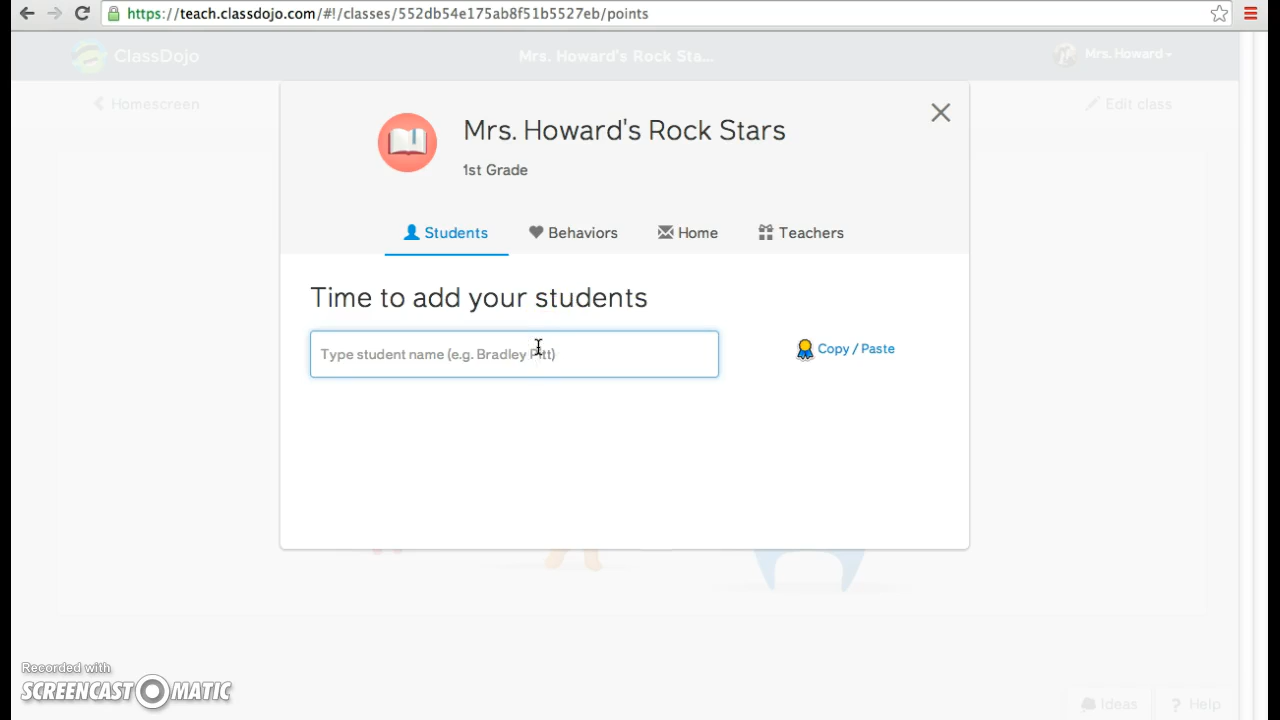 https://teach.classdojo.com/#!/classes/552db54e175ab8f51b5527eb/points
ClassDojo
Mrs. Howard's Rock Sta...
Mrs. Howard
Homescreen
Edit class
Mrs. Howard's Rock Stars
1st Grade
Students
Behaviors
Home
Teachers
Time to add your students
Type student name (e.g. Bradley Pitt)
Copy / Paste
Recorded with
SCREENCAST-O-MATIC
Ideas
? Help